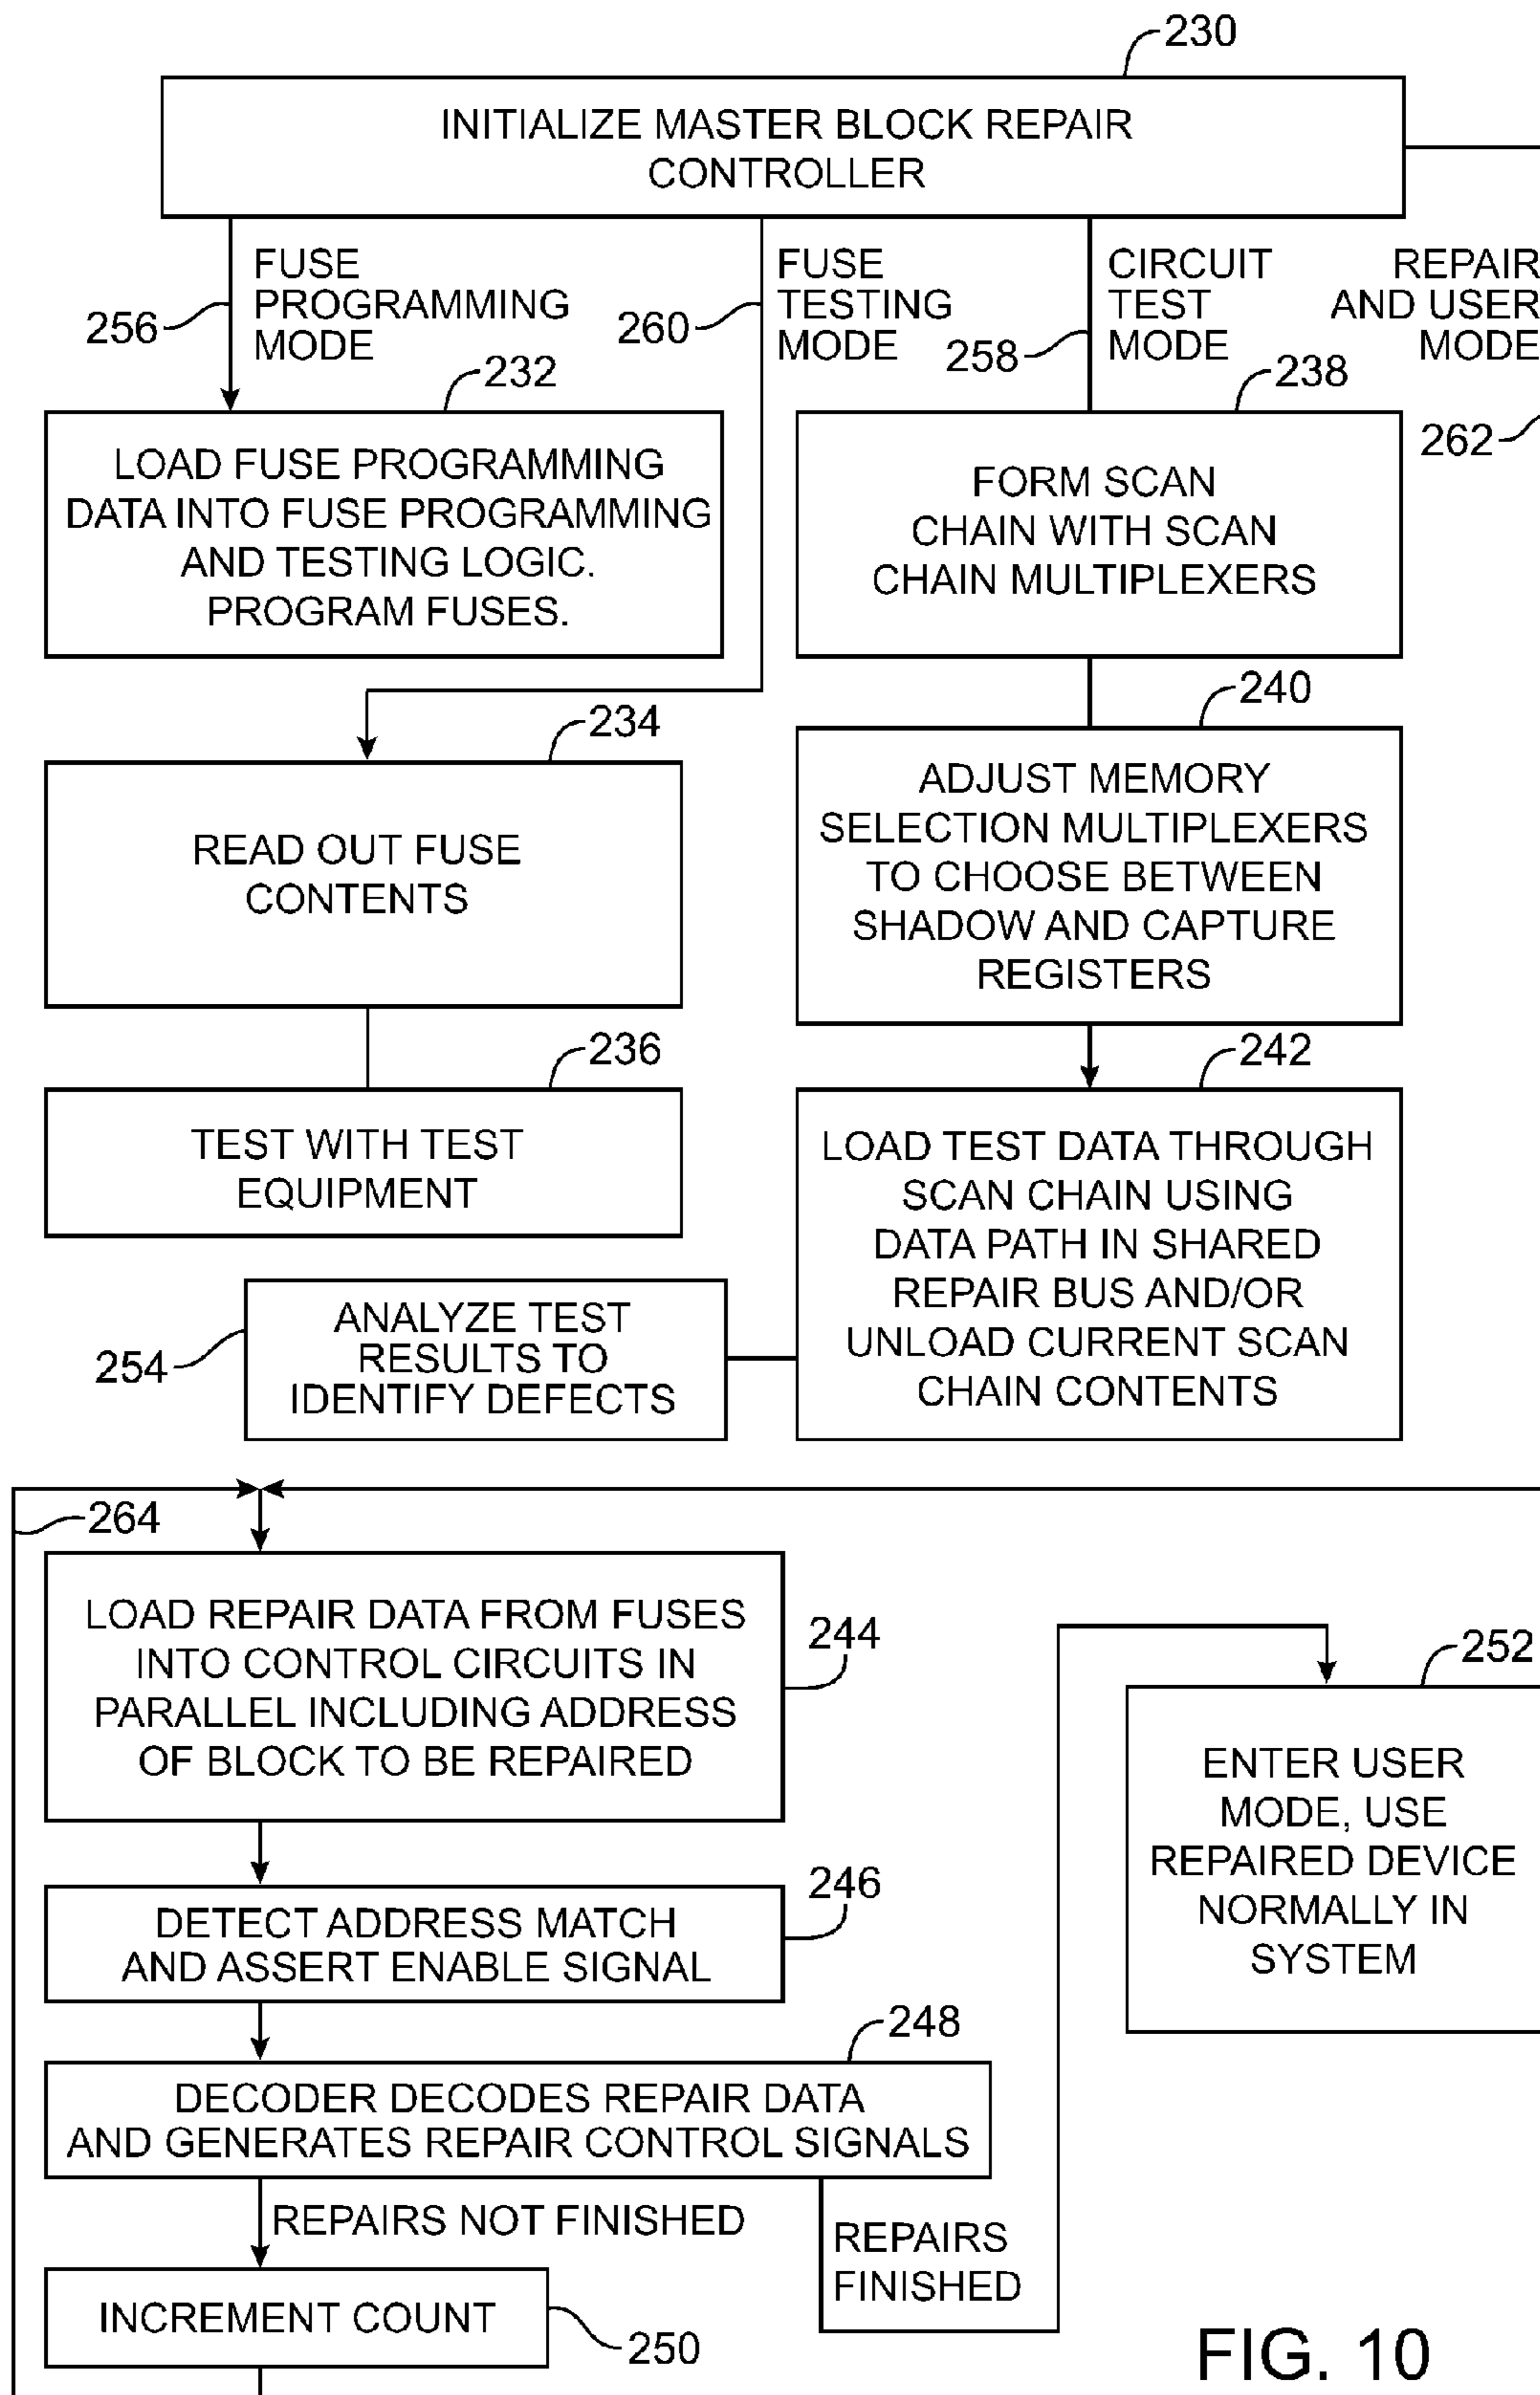 230
INITIALIZE MASTER BLOCK REPAIR
CONTROLLER
FUSE
PROGRAMMING
MODE
256
FUSE
TESTING
MODE
260
CIRCUIT
TEST
MODE
258
REPAIR
AND USER
MODE
262
232
LOAD FUSE PROGRAMMING
DATA INTO FUSE PROGRAMMING
AND TESTING LOGIC.
PROGRAM FUSES.
238
FORM SCAN
CHAIN WITH SCAN
CHAIN MULTIPLEXERS
234
READ OUT FUSE
CONTENTS
240
ADJUST MEMORY
SELECTION MULTIPLEXERS
TO CHOOSE BETWEEN
SHADOW AND CAPTURE
REGISTERS
236
TEST WITH TEST
EQUIPMENT
242
LOAD TEST DATA THROUGH
SCAN CHAIN USING
DATA PATH IN SHARED
REPAIR BUS AND/OR
UNLOAD CURRENT SCAN
CHAIN CONTENTS
254
ANALYZE TEST
RESULTS TO
IDENTIFY DEFECTS
264
LOAD REPAIR DATA FROM FUSES
INTO CONTROL CIRCUITS IN
PARALLEL INCLUDING ADDRESS
OF BLOCK TO BE REPAIRED
244
252
ENTER USER
MODE, USE
REPAIRED DEVICE
NORMALLY IN
SYSTEM
246
DETECT ADDRESS MATCH
AND ASSERT ENABLE SIGNAL
248
DECODER DECODES REPAIR DATA
AND GENERATES REPAIR CONTROL SIGNALS
REPAIRS NOT FINISHED
REPAIRS
FINISHED
INCREMENT COUNT
250
FIG. 10